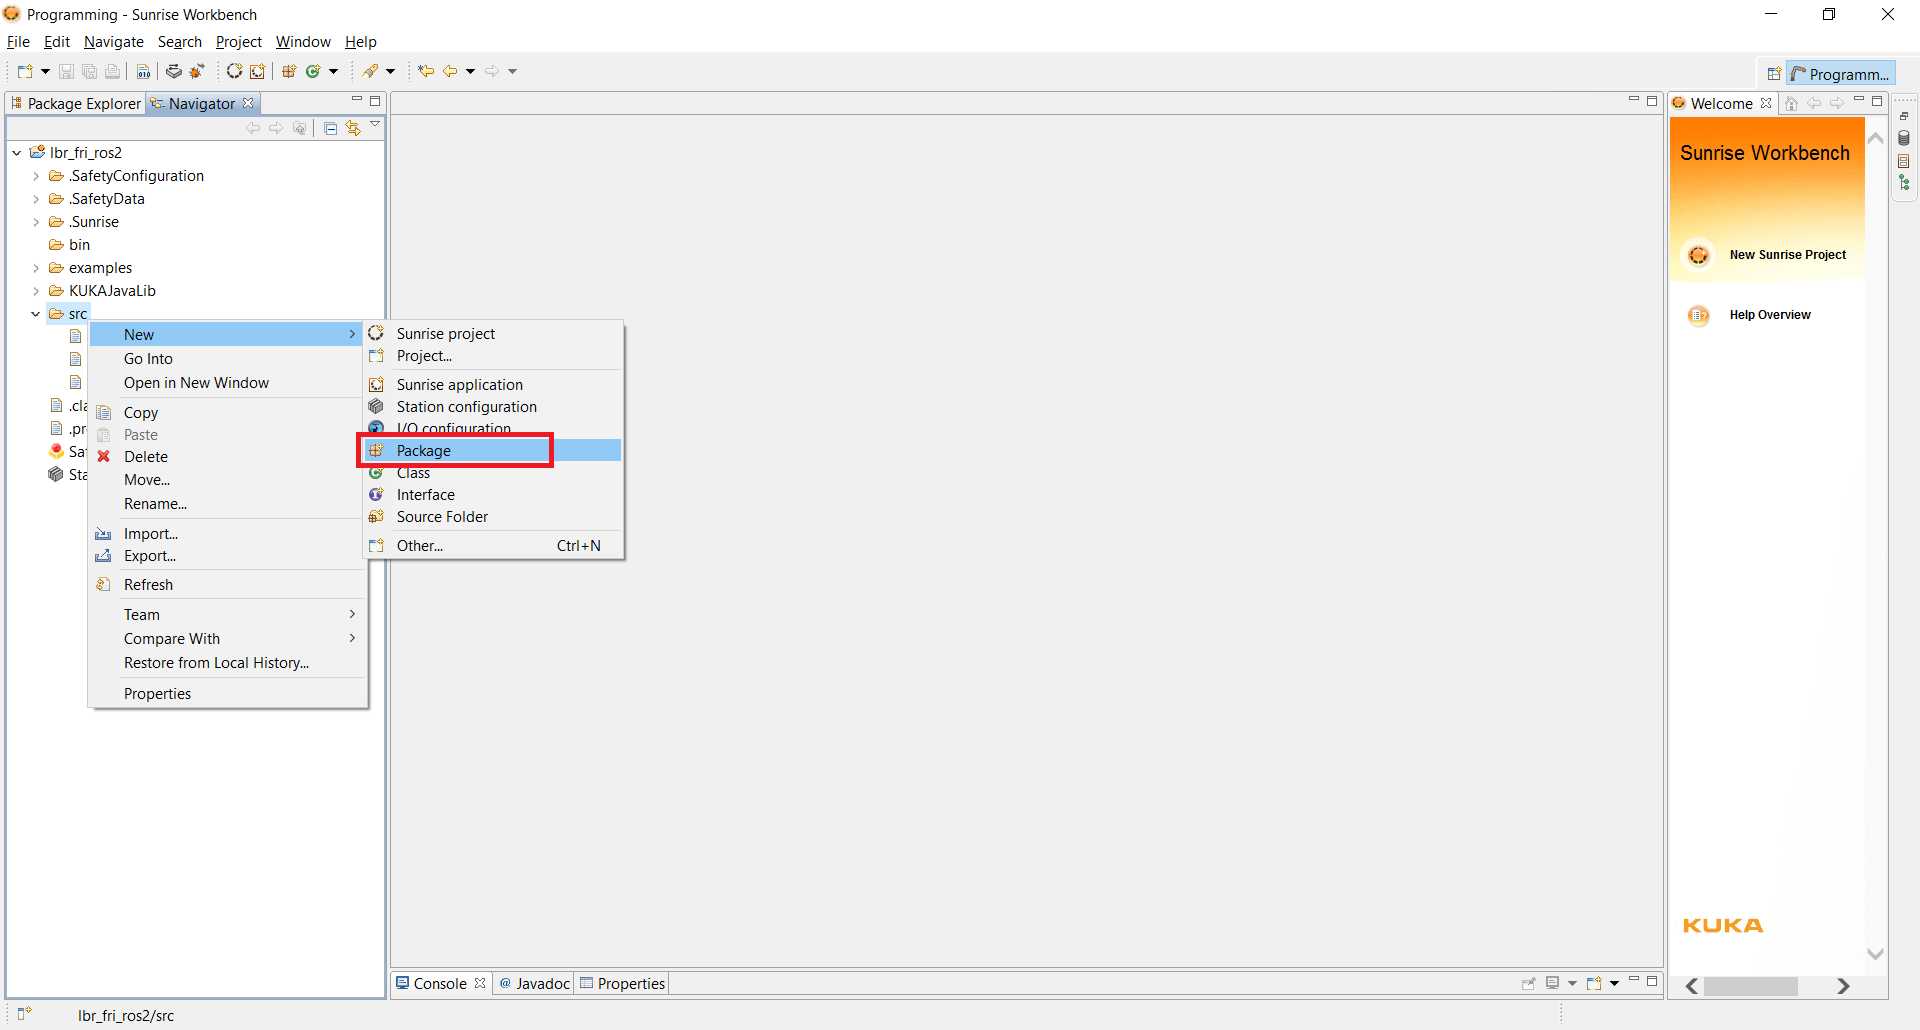 Programming - Sunrise Workbench
File Edit Navigate Search Project Window Help
Programm...
Package Explorer Navigator
Welcome
lbr_fri_ros2
.SafetyConfiguration
.SafetyData
.Sunrise
bin
examples
KUKAJavaLib
src
.cla
.pr
Saf
Sta
New
Go Into
Open in New Window
Copy
Paste
Delete
Move...
Rename...
Import...
Export...
Refresh
Team
Compare With
Restore from Local History...
Properties
Sunrise project
Project...
Sunrise application
Station configuration
I/O configuration
Package
Class
Interface
Source Folder
Other... Ctrl+N
Sunrise Workbench
New Sunrise Project
Help Overview
KUKA
Console @ Javadoc Properties
lbr_fri_ros2/src